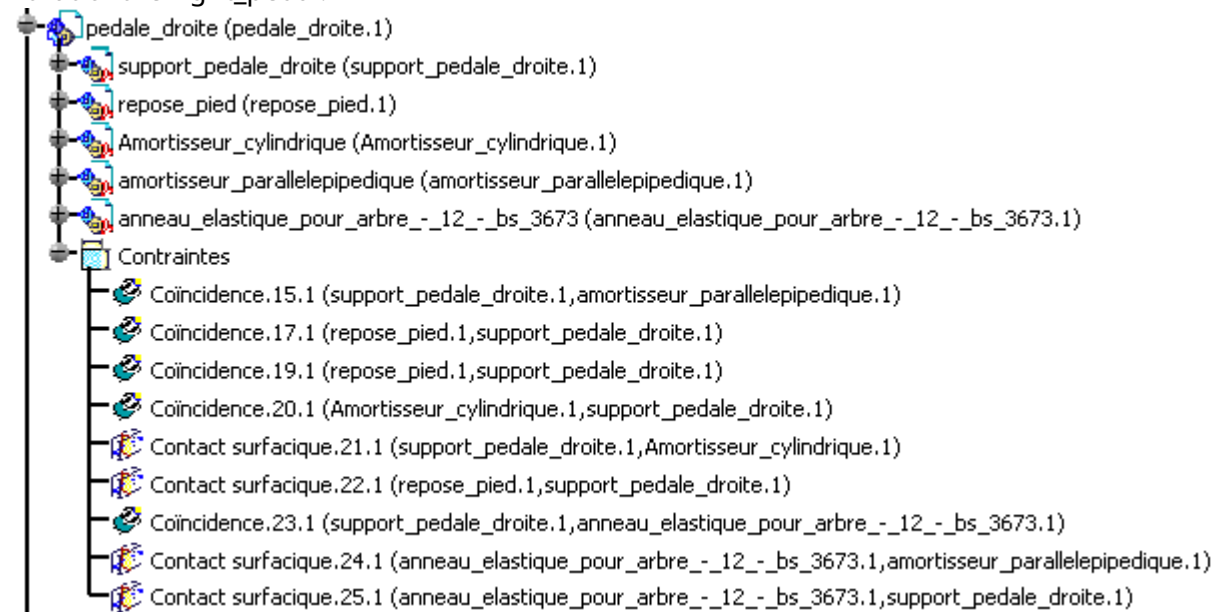 pedale_droite (pedale_droite.1)
support_pedale_droite (support_pedale_droite.1)
repose_pied (repose_pied.1)
Amortisseur_cylindrique (Amortisseur_cylindrique.1)
amortisseur_parallelepipedique (amortisseur_parallelepipedique.1)
anneau_elastique_pour_arbre_-_12_-_bs_3673 (anneau_elastique_pour_arbre_-_12_-_bs_3673.1)
Contraintes
Coïncidence.15.1 (support_pedale_droite.1,amortisseur_parallelepipedique.1)
Coïncidence.17.1 (repose_pied.1,support_pedale_droite.1)
Coïncidence.19.1 (repose_pied.1,support_pedale_droite.1)
Coïncidence.20.1 (Amortisseur_cylindrique.1,support_pedale_droite.1)
Contact surfacique.21.1 (support_pedale_droite.1,Amortisseur_cylindrique.1)
Contact surfacique.22.1 (repose_pied.1,support_pedale_droite.1)
Coïncidence.23.1 (support_pedale_droite.1,anneau_elastique_pour_arbre_-_12_-_bs_3673.1)
Contact surfacique.24.1 (anneau_elastique_pour_arbre_-_12_-_bs_3673.1,amortisseur_parallelepipedique.1)
Contact surfacique.25.1 (anneau_elastique_pour_arbre_-_12_-_bs_3673.1,support_pedale_droite.1)